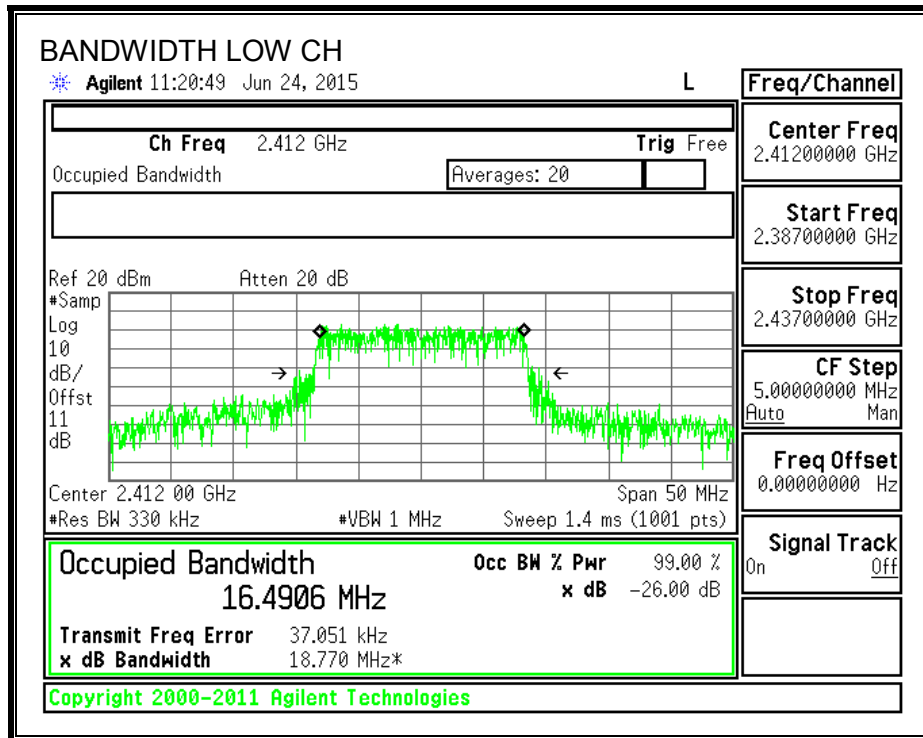 BANDWIDTH LOW CH
Agilent 11:20:49 Jun 24, 2015 L
Freq/Channel
Ch Freq 2.412 GHz Trig Free
Occupied Bandwidth Averages: 20
Center Freq
2.41200000 GHz
Start Freq
2.38700000 GHz
Stop Freq
2.43700000 GHz
CF Step
5.00000000 MHz
Auto Man
Freq Offset
0.00000000 Hz
Signal Track
On Off
Ref 20 dBm Atten 20 dB
#Samp
Log
10
dB/
Offst
11
dB
Center 2.412 00 GHz Span 50 MHz
#Res BW 330 kHz #VBW 1 MHz Sweep 1.4 ms (1001 pts)
Occupied Bandwidth
16.4906 MHz
Occ BW % Pwr 99.00 %
x dB -26.00 dB
Transmit Freq Error 37.051 kHz
x dB Bandwidth 18.770 MHz*
Copyright 2000-2011 Agilent Technologies